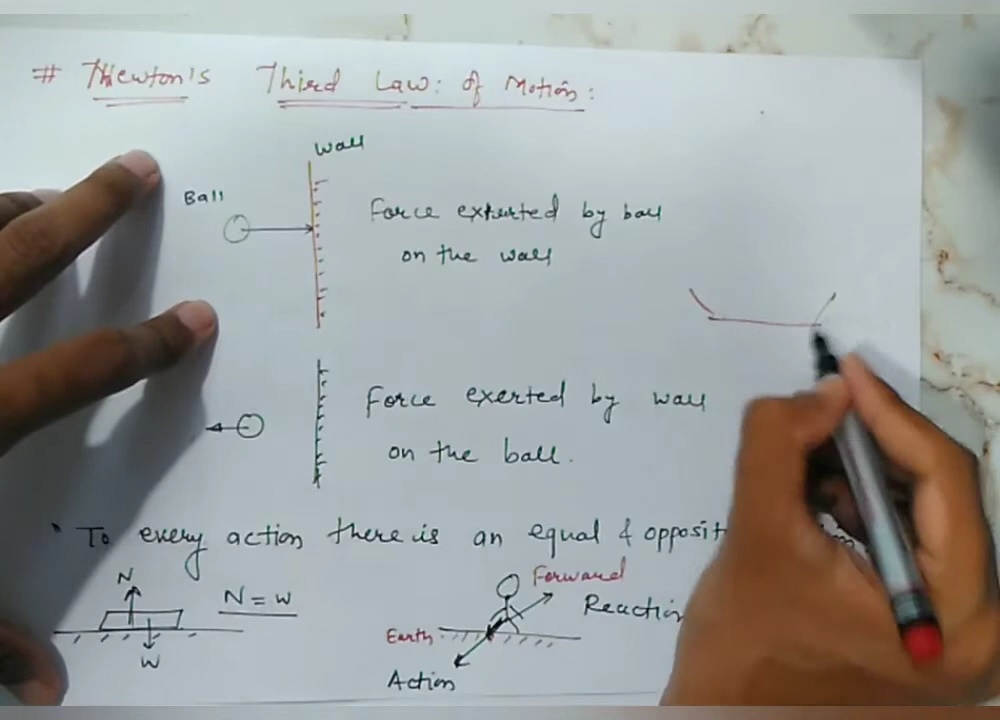 # Newton's Third Law: of Motion:
Wall
Ball
Force exerted by ball
on the wall
Force exerted by wall
on the ball.
To every action there is an equal & opposit
N
N = W
W
Forward
Reaction
Earth
Action